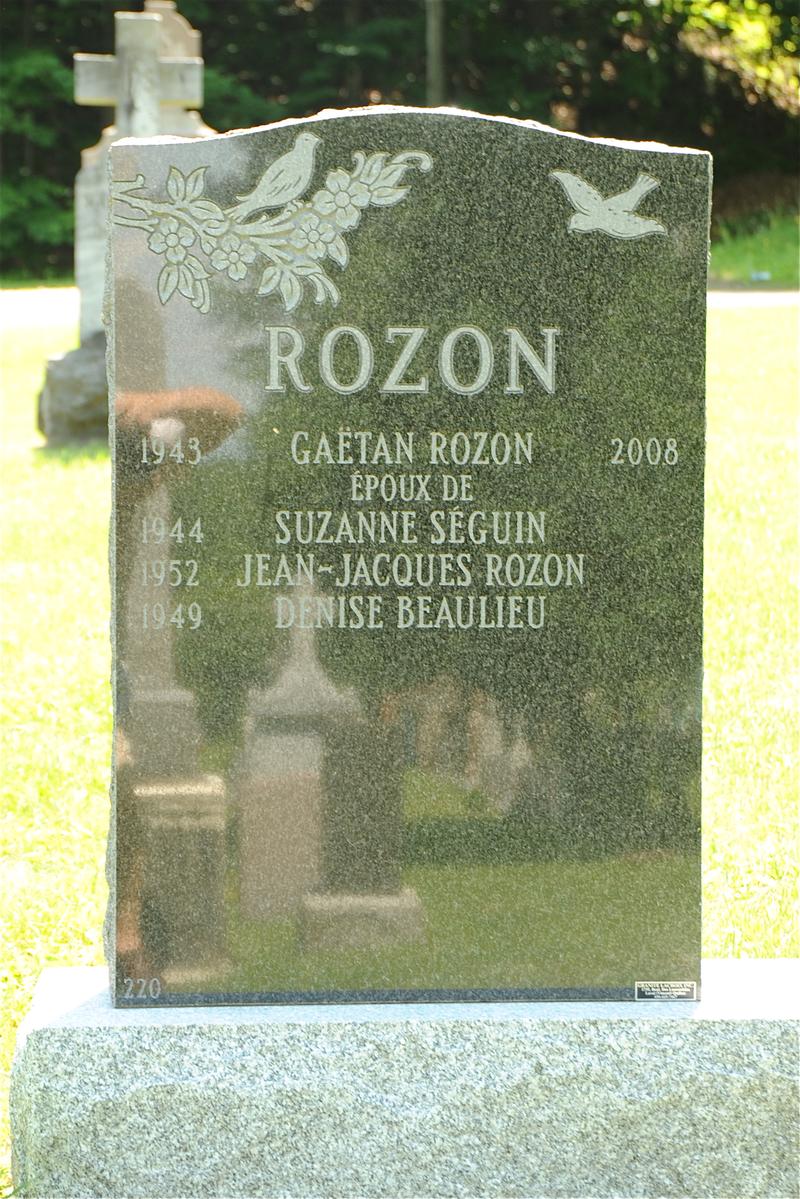 ROZON
1943 GAËTAN ROZON 2008
ÉPOUX DE
1944 SUZANNE SÉGUIN
1952 JEAN-JACQUES ROZON
1949 DENISE BEAULIEU
220